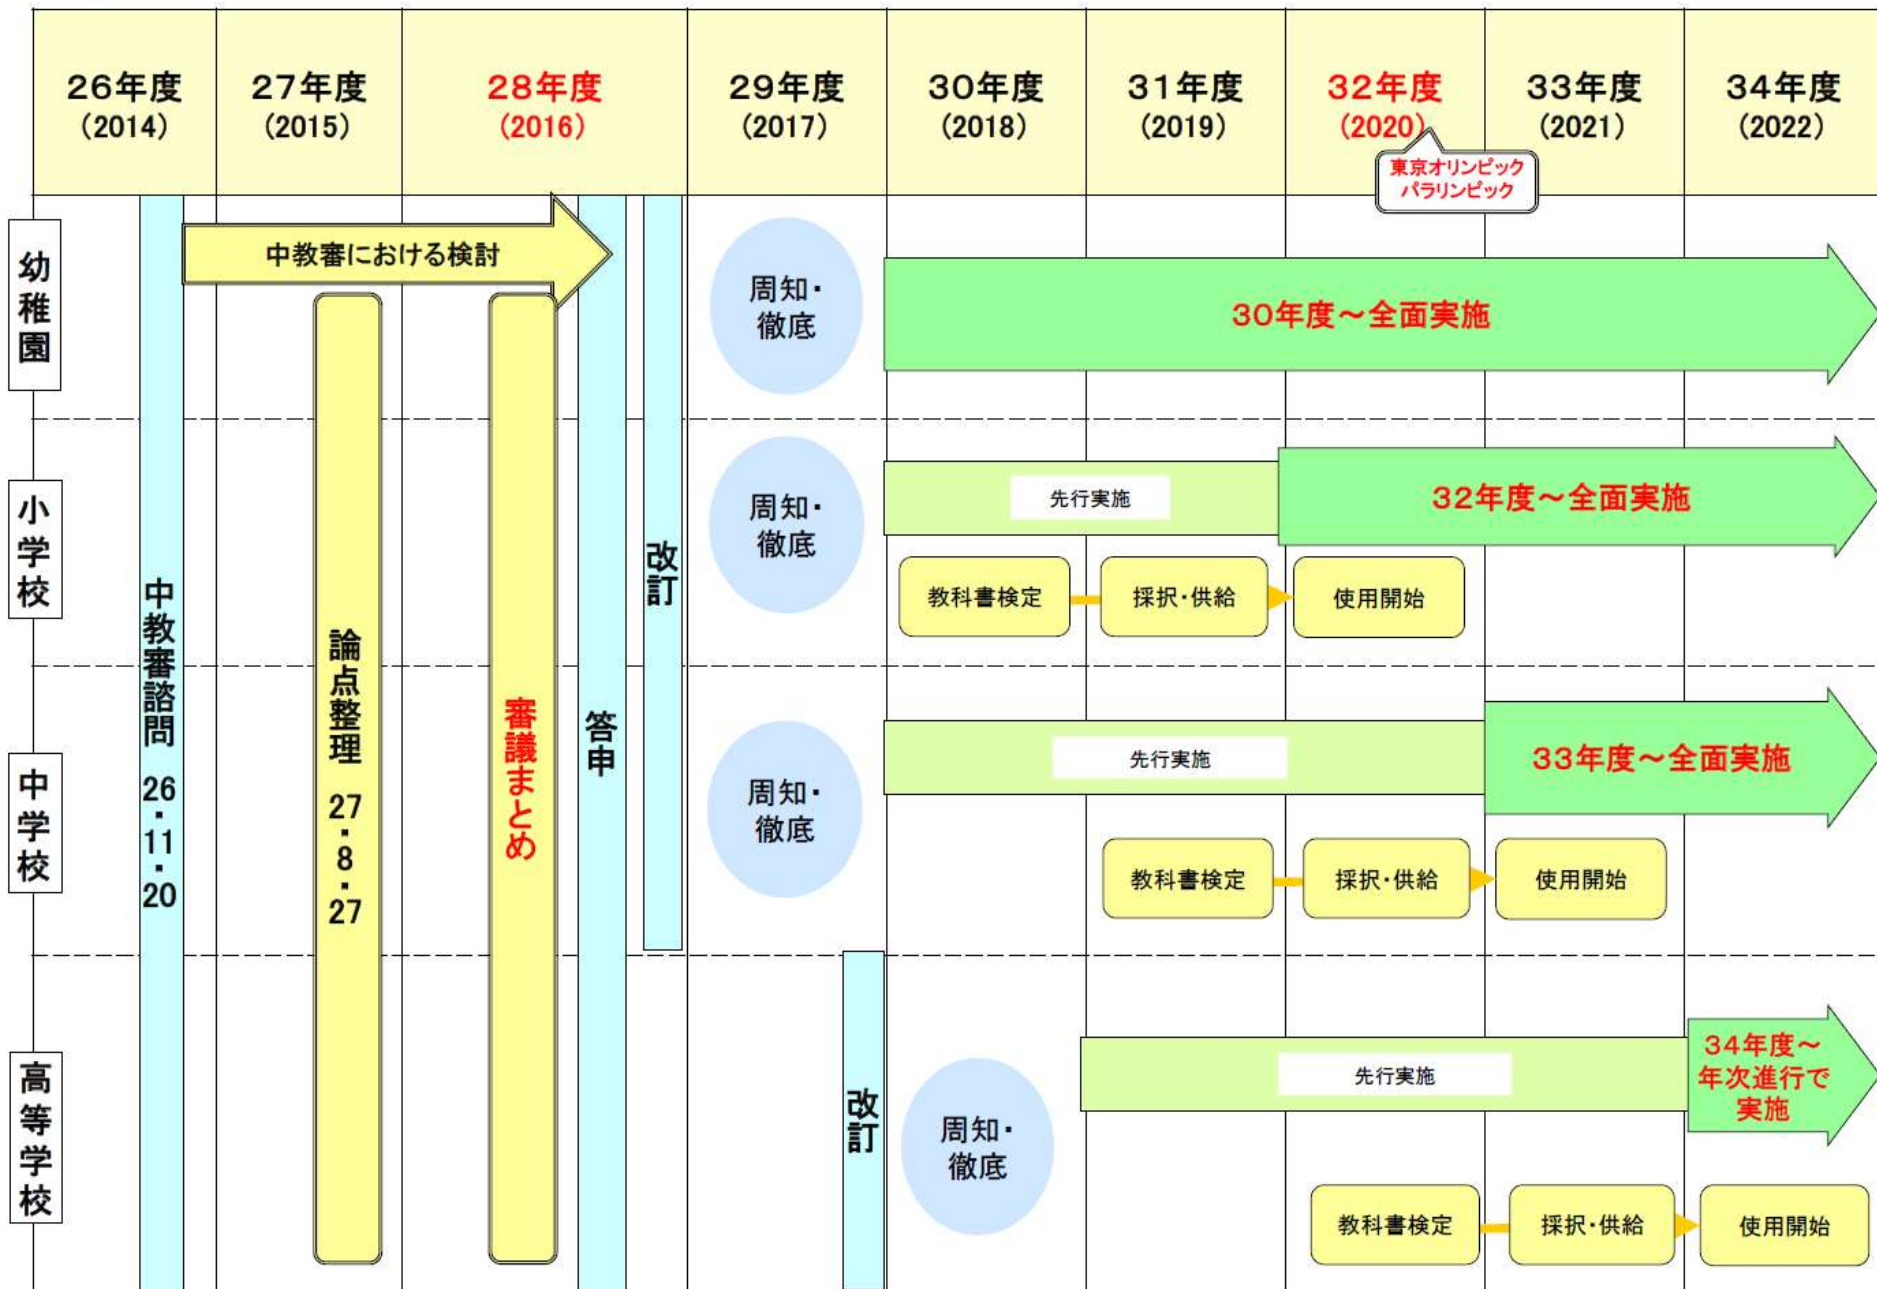 26年度
(2014)
27年度
(2015)
28年度
(2016)
29年度
(2017)
30年度
(2018)
31年度
(2019)
32年度
(2020)
33年度
(2021)
34年度
(2022)
東京オリンピック
パラリンピック
中教審諮問 26・11・20
中教審における検討
論点整理 27・8・27
審議まとめ
答申
改訂
幼稚園
周知・
徹底
30年度～全面実施
小学校
周知・
徹底
先行実施
32年度～全面実施
教科書検定
採択・供給
使用開始
中学校
周知・
徹底
先行実施
33年度～全面実施
教科書検定
採択・供給
使用開始
高等学校
改訂
周知・
徹底
先行実施
34年度～
年次進行で
実施
教科書検定
採択・供給
使用開始